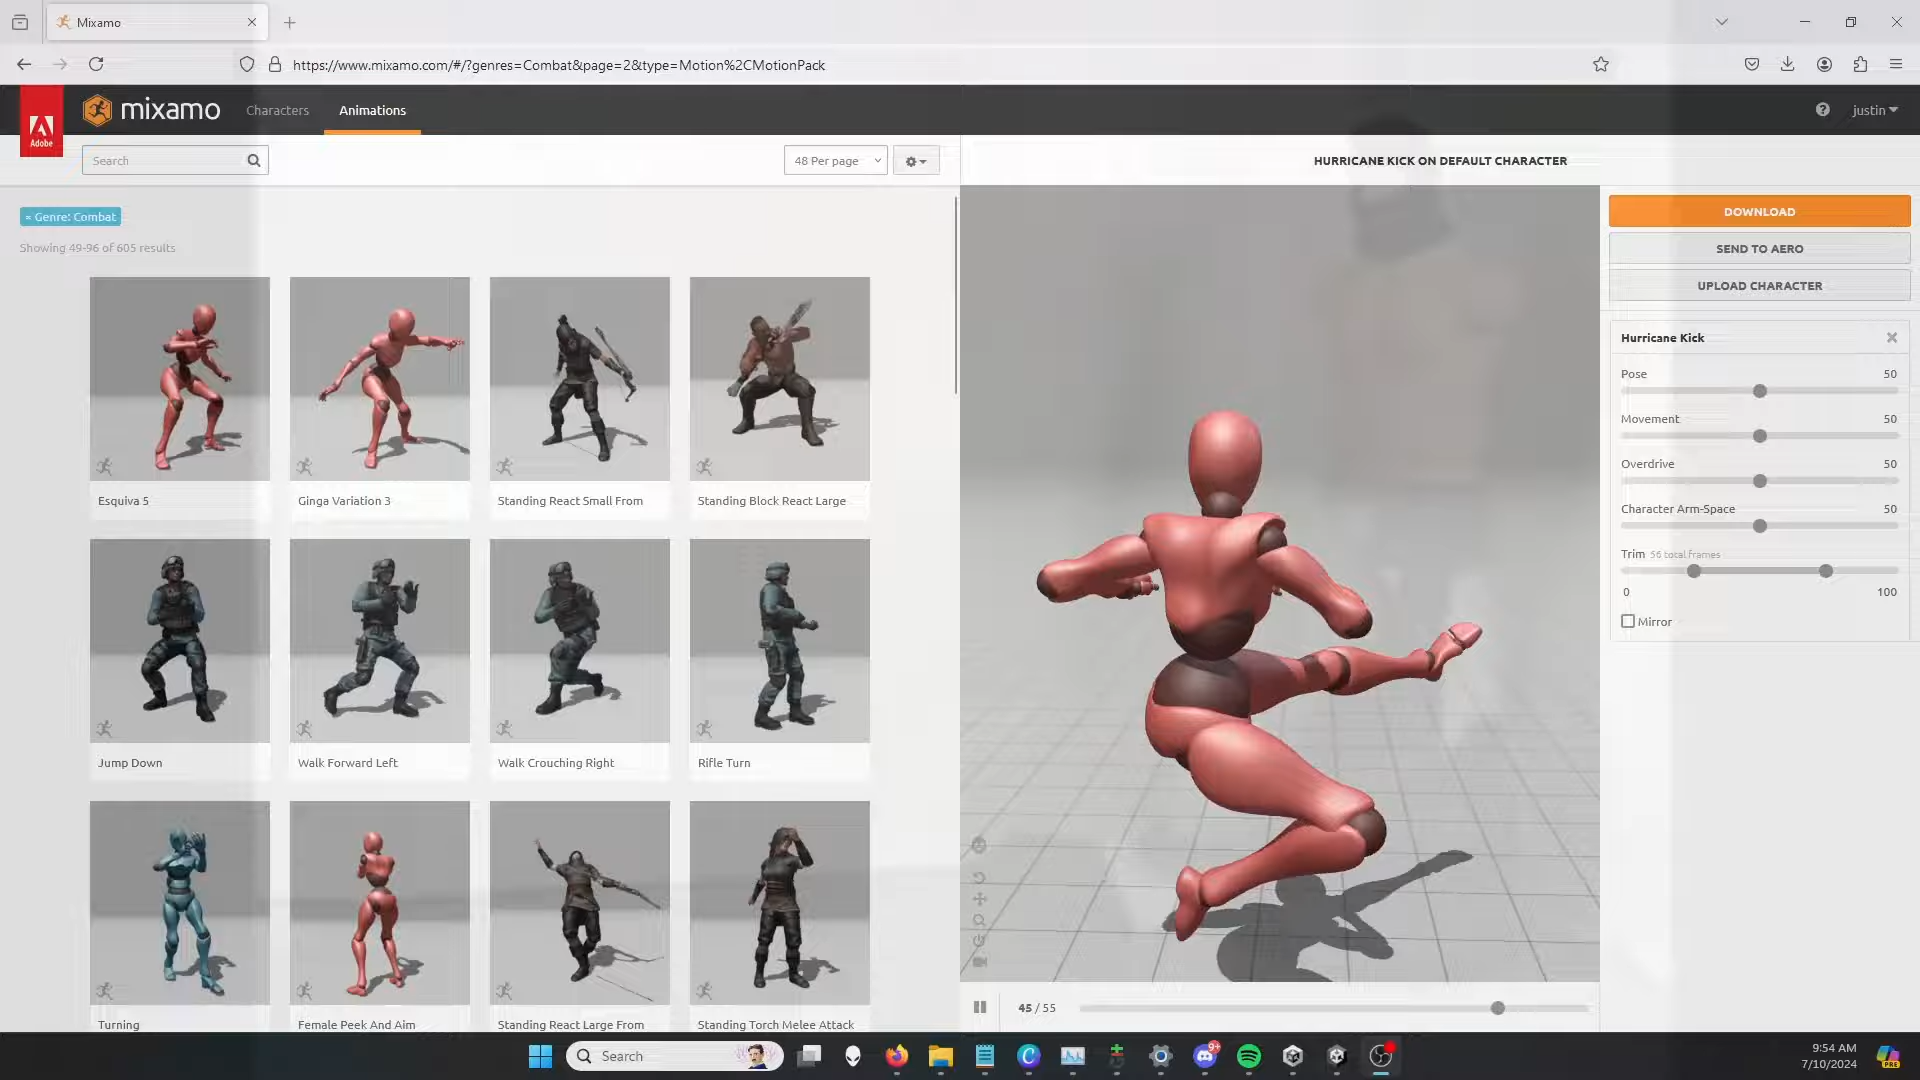 Mixamo
https://www.mixamo.com/#/?genres=Combat&page=2&type=Motion%2CMotionPack
Adobe
mixamo
Characters
Animations
justin
Search
48 Per page
HURRICANE KICK ON DEFAULT CHARACTER
« Genre: Combat
Showing 49-96 of 605 results
DOWNLOAD
SEND TO AERO
UPLOAD CHARACTER
Hurricane Kick
Pose 50
Movement 50
Overdrive 50
Character Arm-Space 50
Trim 56 total frames
0 100
Mirror
Esquiva 5
Ginga Variation 3
Standing React Small From
Standing Block React Large
Jump Down
Walk Forward Left
Walk Crouching Right
Rifle Turn
Turning
Female Peek And Aim
Standing React Large From
Standing Torch Melee Attack
45 / 55
Search
9+
9:54 AM
7/10/2024
PRE